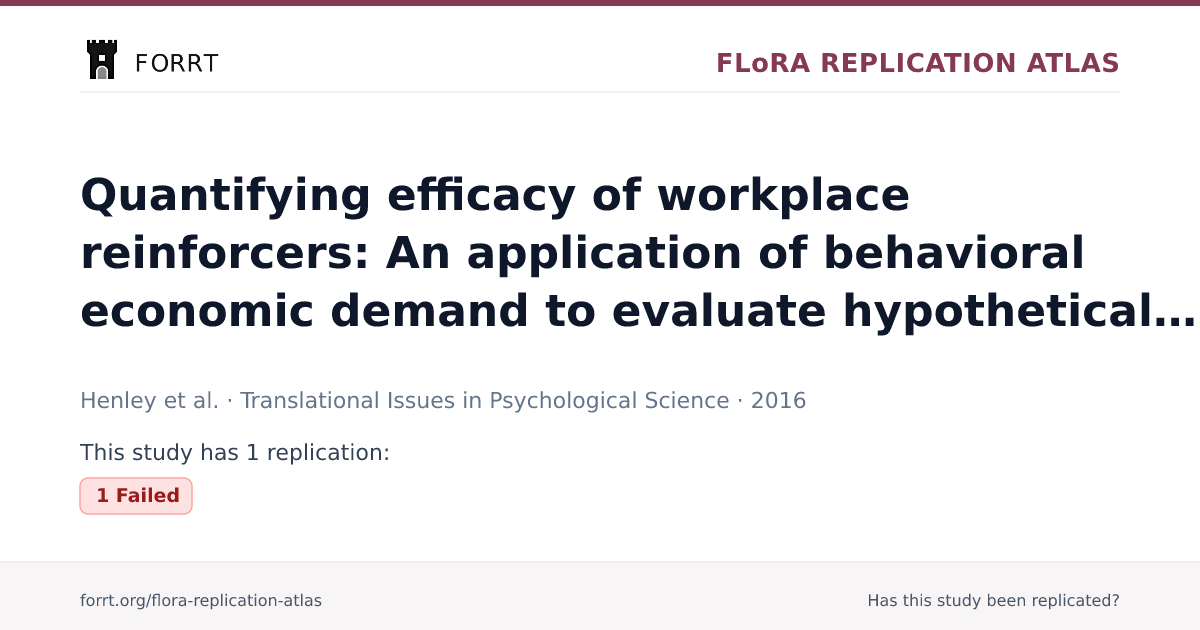 FORRT
FLoRA REPLICATION ATLAS
Quantifying efficacy of workplace
reinforcers: An application of behavioral
economic demand to evaluate hypothetical…
Henley et al. · Translational Issues in Psychological Science · 2016
This study has 1 replication:
1 Failed
forrt.org/flora-replication-atlas
Has this study been replicated?